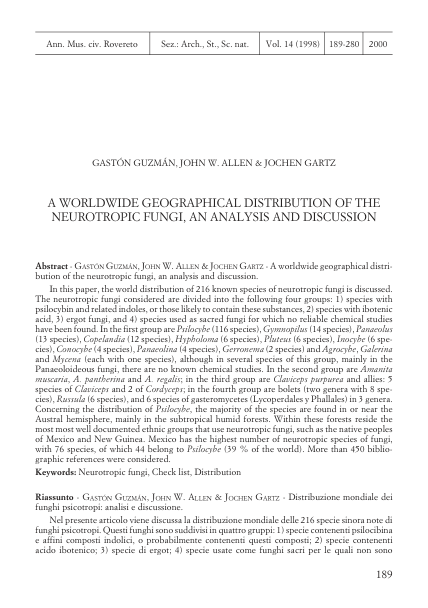 Ann. Mus. civ. Rovereto Sez.: Arch., St., Sc. nat. Vol. 14 (1998) 189-280 2000
GASTÓN GUZMÁN, JOHN W. ALLEN & JOCHEN GARTZ
A WORLDWIDE GEOGRAPHICAL DISTRIBUTION OF THE
NEUROTROPIC FUNGI, AN ANALYSIS AND DISCUSSION
Abstract - GASTÓN GUZMÁN, JOHN W. ALLEN & JOCHEN GARTZ - A worldwide geographical distri-
bution of the neurotropic fungi, an analysis and discussion.
In this paper, the world distribution of 216 known species of neurotropic fungi is discussed.
The neurotropic fungi considered are divided into the following four groups: 1) species with
psilocybin and related indoles, or those likely to contain these substances, 2) species with ibotenic
acid, 3) ergot fungi, and 4) species used as sacred fungi for which no reliable chemical studies
have been found. In the first group are Psilocybe (116 species), Gymnopilus (14 species), Panaeolus
(13 species), Copelandia (12 species), Hypholoma (6 species), Pluteus (6 species), Inocybe (6 spe-
cies), Conocybe (4 species), Panaeolina (4 species), Gerronema (2 species) and Agrocybe, Galerina
and Mycena (each with one species), although in several species of this group, mainly in the
Panaeoloideous fungi, there are no known chemical studies. In the second group are Amanita
muscaria, A. pantherina and A. regalis; in the third group are Claviceps purpurea and allies: 5
species of Claviceps and 2 of Cordyceps; in the fourth group are bolets (two genera with 8 spe-
cies), Russula (6 species), and 6 species of gasteromycetes (Lycoperdales y Phallales) in 3 genera.
Concerning the distribution of Psilocybe, the majority of the species are found in or near the
Austral hemisphere, mainly in the subtropical humid forests. Within these forests reside the
most most well documented ethnic groups that use neurotropic fungi, such as the native peoples
of Mexico and New Guinea. Mexico has the highest number of neurotropic species of fungi,
with 76 species, of which 44 belong to Psilocybe (39 % of the world). More than 450 biblio-
graphic references were considered.
Keywords: Neurotropic fungi, Check list, Distribution
Riassunto - GASTÓN GUZMÁN, JOHN W. ALLEN & JOCHEN GARTZ - Distribuzione mondiale dei
funghi psicotropi: analisi e discussione.
Nel presente articolo viene discussa la distribuzione mondiale delle 216 specie sinora note di
funghi psicotropi. Questi funghi sono suddivisi in quattro gruppi: 1) specie contenenti psilocibina
e affini composti indolici, o probabilmente contenenti questi composti; 2) specie contenenti
acido ibotenico; 3) specie di ergot; 4) specie usate come funghi sacri per le quali non sono
189